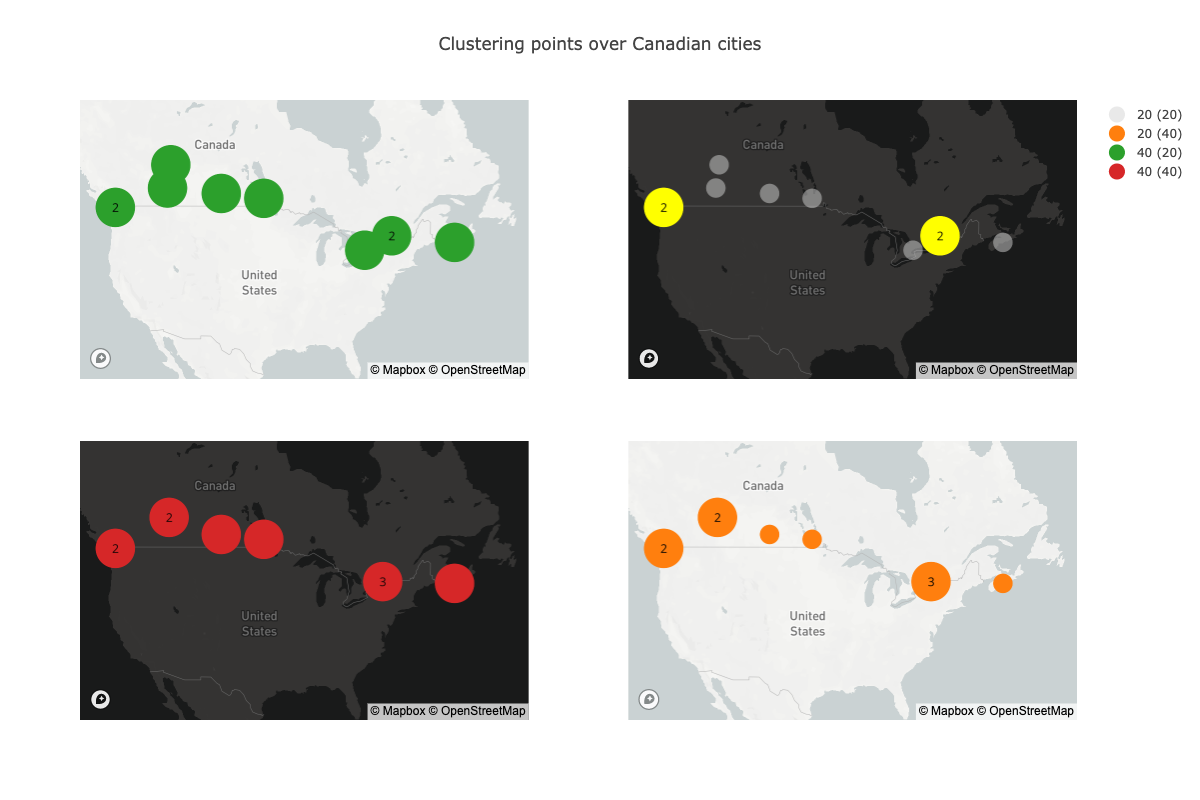 Clustering points over Canadian cities
Canada
2
2
United
States
© Mapbox © OpenStreetMap
Canada
2
2
United
States
© Mapbox © OpenStreetMap
20 (20)
20 (40)
40 (20)
40 (40)
Canada
2
2
3
United
States
© Mapbox © OpenStreetMap
Canada
2
2
3
United
States
© Mapbox © OpenStreetMap